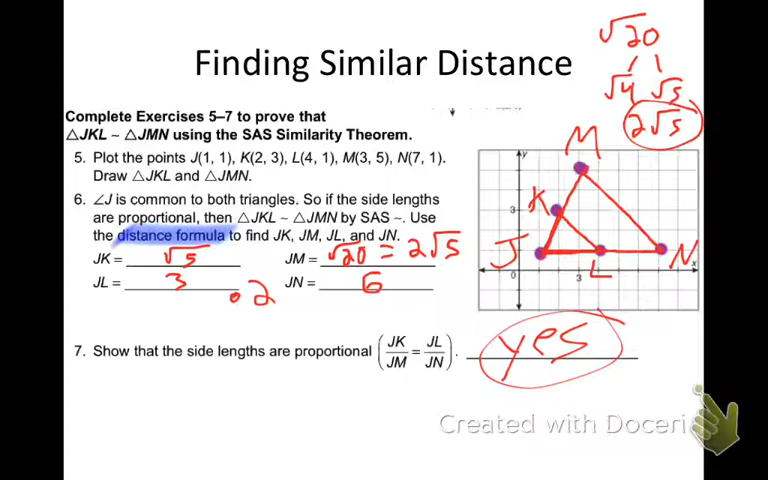 Finding Similar Distance
√20
√4 √5
2√5
Complete Exercises 5–7 to prove that
△JKL ~ △JMN using the SAS Similarity Theorem.
5. Plot the points J(1, 1), K(2, 3), L(4, 1), M(3, 5), N(7, 1).
Draw △JKL and △JMN.
6. ∠J is common to both triangles. So if the side lengths
are proportional, then △JKL ~ △JMN by SAS ~. Use
the distance formula to find JK, JM, JL, and JN.
JK = √5 JM = √20 = 2√5
JL = 3 .2 JN = 6
7. Show that the side lengths are proportional (JK/JM = JL/JN). yes
M
y
K
3
J
L
N
x
0
3
Created with Doceri